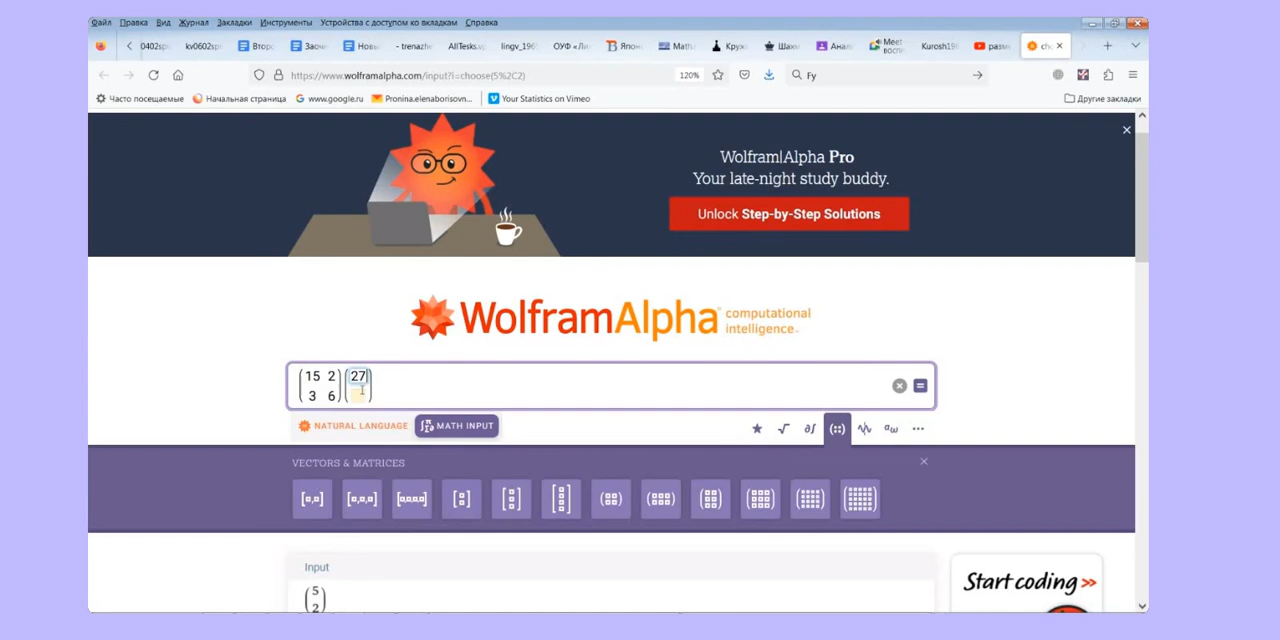 Файл Правка Вид Журнал Закладки Инструменты Устройства с доступом ко вкладкам Справка
0402sp kv0602sp Второ Заоч Новы - trenazhe AllTesks.v lingv_196 ОУФ «Ли Япон Math Круж Шахм Анал Meet Kurosh19 разм ch
https://www.wolframalpha.com/input?i=choose(5%2C2) 120% Fy
Часто посещаемые Начальная страница www.google.ru Pronina.elenaborisovn... Your Statistics on Vimeo Другие закладки
Wolfram|Alpha Pro
Your late-night study buddy.
Unlock Step-by-Step Solutions
WolframAlpha computational intelligence.
15 2 27
3 6
NATURAL LANGUAGE MATH INPUT
VECTORS & MATRICES
Input
5
2
Start coding »